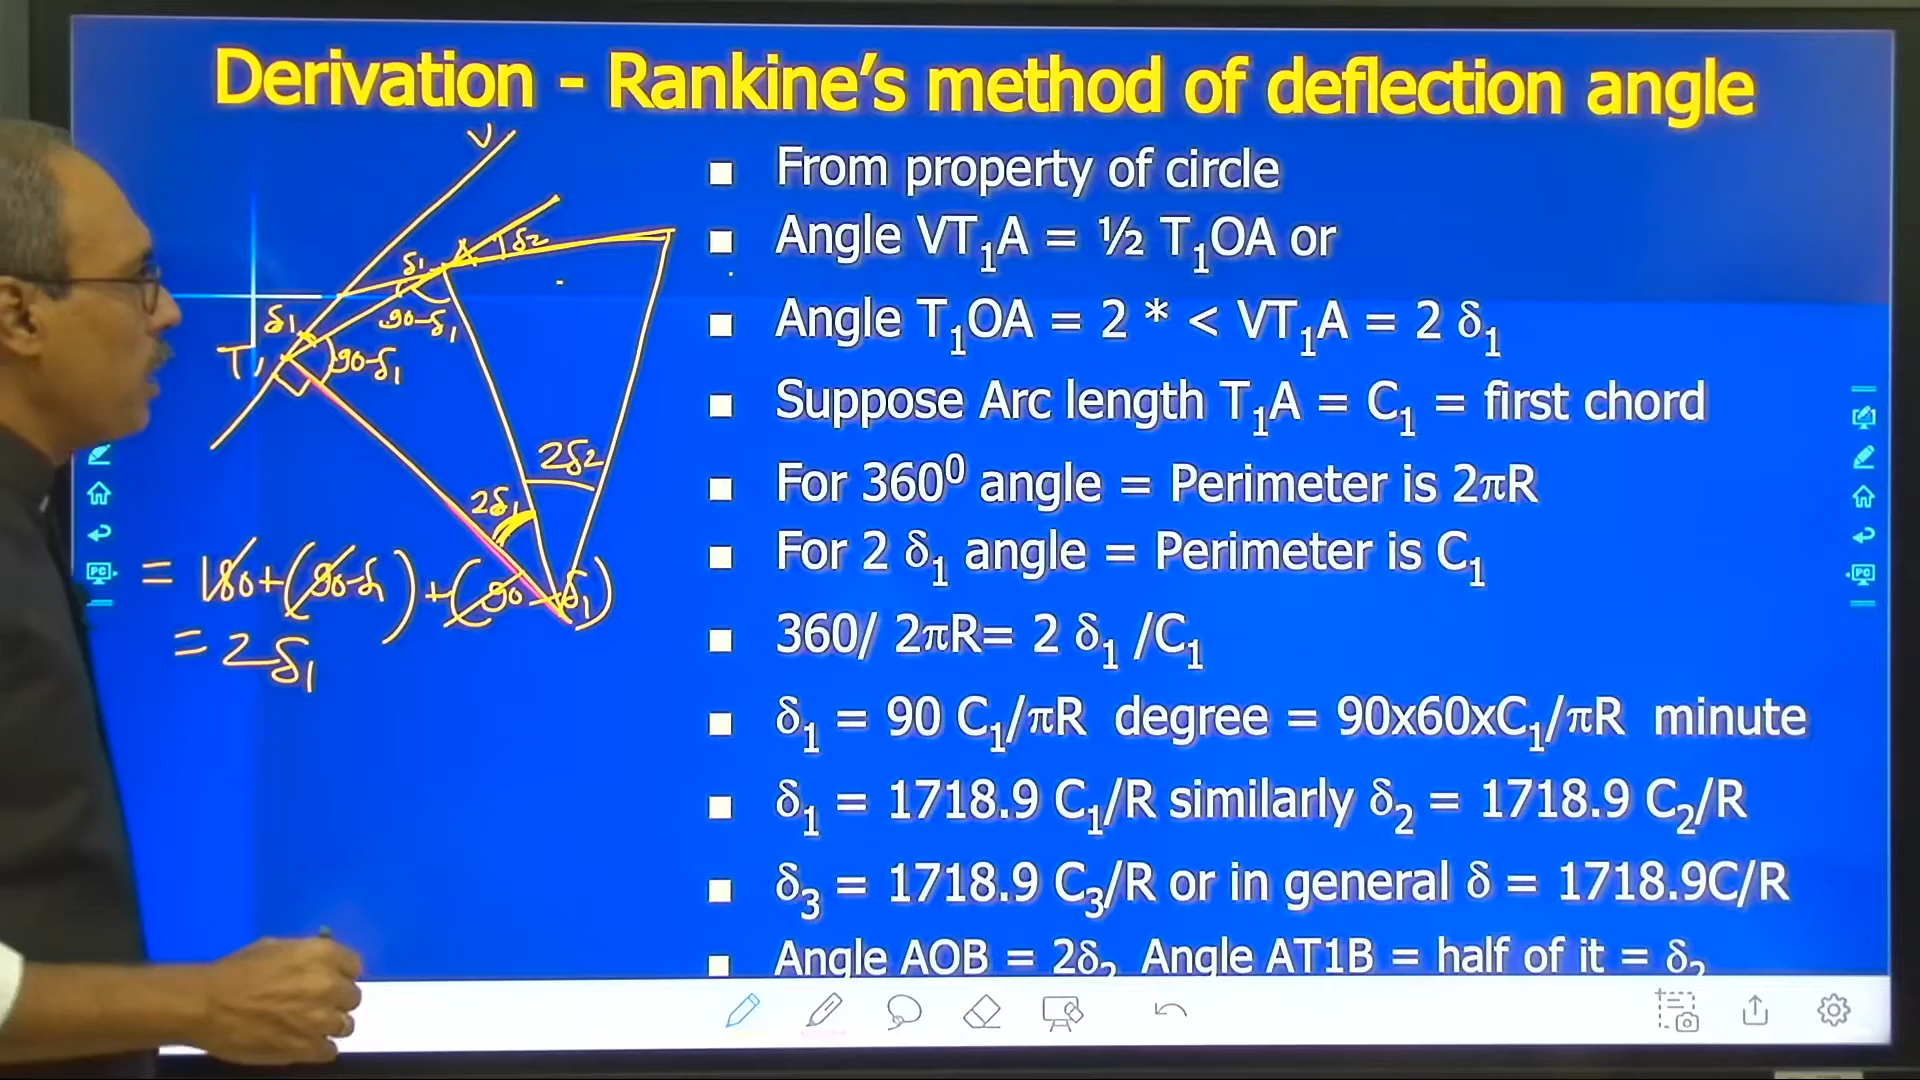 Derivation - Rankine's method of deflection angle
■ From property of circle
■ Angle VT₁A = ½ T₁OA or
■ Angle T₁OA = 2 * < VT₁A = 2 δ₁
■ Suppose Arc length T₁A = C₁ = first chord
■ For 360⁰ angle = Perimeter is 2πR
■ For 2 δ₁ angle = Perimeter is C₁
■ 360/ 2πR= 2 δ₁ /C₁
■ δ₁ = 90 C₁/πR degree = 90x60xC₁/πR minute
■ δ₁ = 1718.9 C₁/R similarly δ₂ = 1718.9 C₂/R
■ δ₃ = 1718.9 C₃/R or in general δ = 1718.9C/R
■ Angle AOB = 2δ₂ Angle AT1B = half of it = δ₂
V
A
δ₂
δ₁
90-δ₁
δ₁
T₁
90-δ₁
2δ₂
2δ₁
= 180+(90-δ)+(90-δ₁)
= 2δ₁
PC
PC